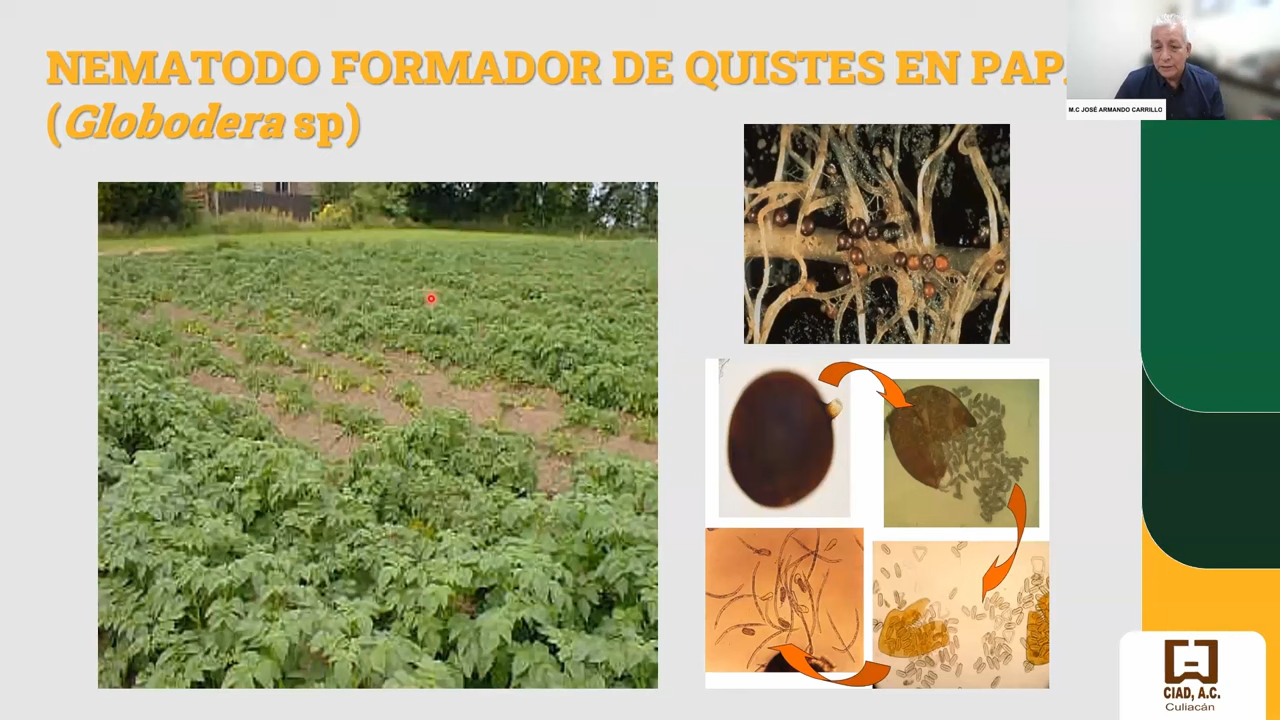 NEMATODO FORMADOR DE QUISTES EN PAP
(Globodera sp)
M.C JOSÉ ARMANDO CARRILLO
CIAD, A.C.
Culiacán